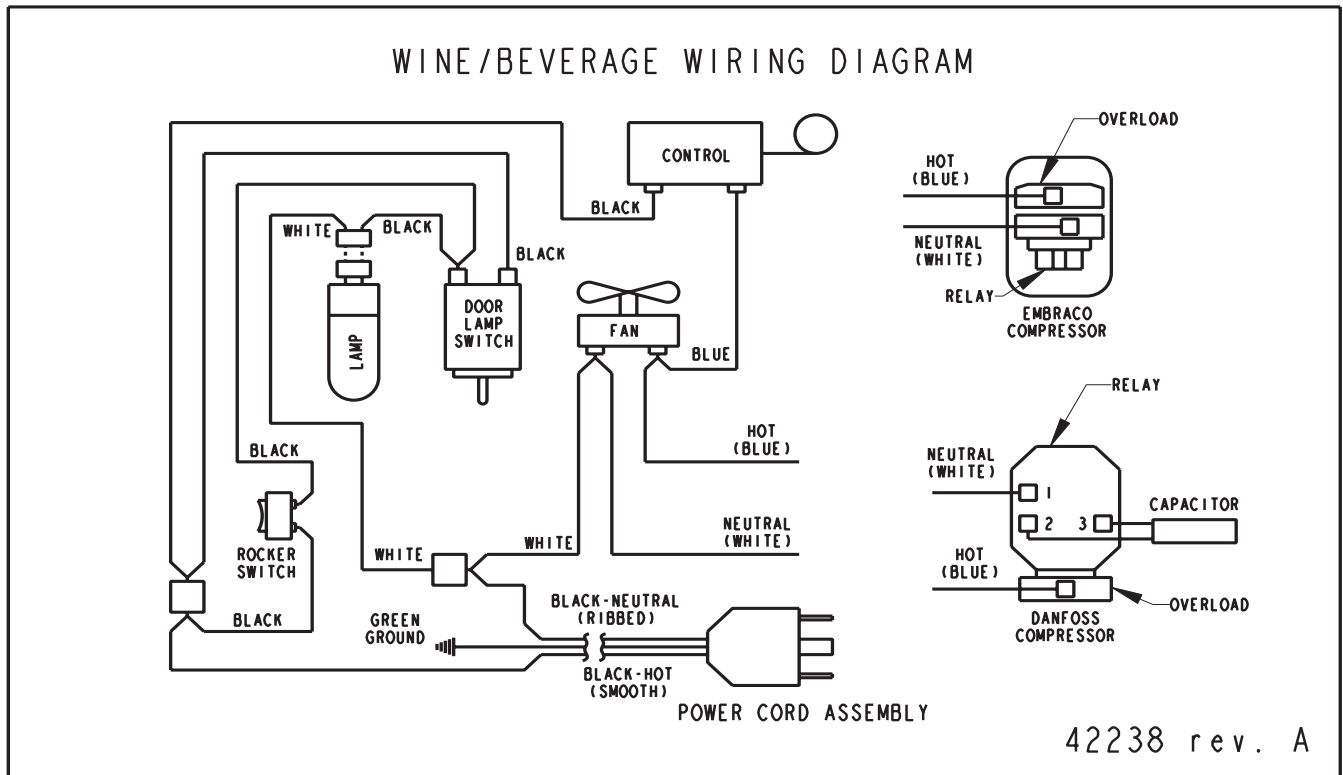 WINE/BEVERAGE WIRING DIAGRAM
CONTROL
BLACK
WHITE
BLACK
BLACK
DOOR
LAMP
SWITCH
LAMP
FAN
BLUE
HOT
(BLUE)
NEUTRAL
(WHITE)
BLACK
ROCKER
SWITCH
WHITE
WHITE
BLACK
GREEN
GROUND
BLACK-NEUTRAL
(RIBBED)
BLACK-HOT
(SMOOTH)
POWER CORD ASSEMBLY
OVERLOAD
HOT
(BLUE)
NEUTRAL
(WHITE)
RELAY
EMBRACO
COMPRESSOR
RELAY
NEUTRAL
(WHITE)
1
2 3
CAPACITOR
HOT
(BLUE)
OVERLOAD
DANFOSS
COMPRESSOR
42238 rev. A